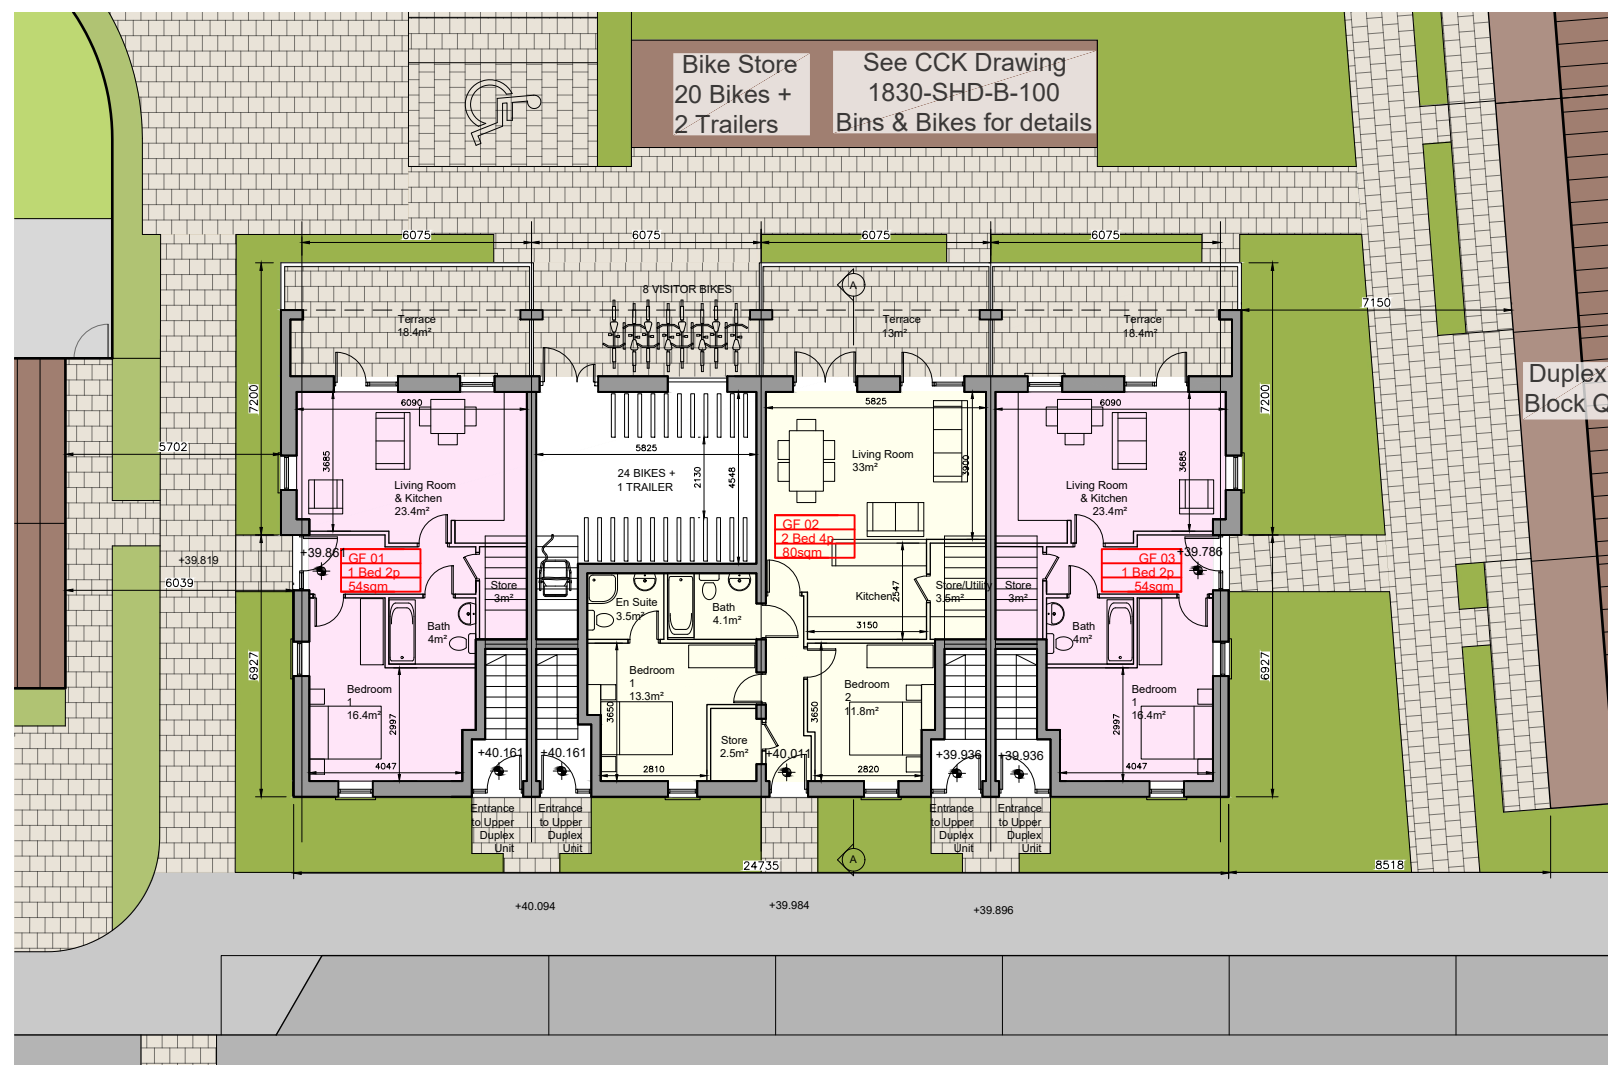 Bike Store
20 Bikes +
2 Trailers
See CCK Drawing
1830-SHD-B-100
Bins & Bikes for details
6075
6075
6075
6075
8 VISITOR BIKES
A
7150
Terrace
18.4m²
Terrace
13m²
Terrace
18.4m²
Duplex
Block Q
7200
7200
6090
5825
6090
5702
5825
3685
2130
4548
3900
3685
24 BIKES +
1 TRAILER
Living Room
33m²
Living Room
& Kitchen
23.4m²
Living Room
& Kitchen
23.4m²
GF 02
2 Bed 4p
80sqm
+39.819
+39.861
GF 01
1 Bed 2p
54sqm
GF 03
1 Bed 2p
54sqm
+39.786
6039
Store
3m²
En Suite
3.5m²
Bath
4.1m²
Kitchen
2547
Store/Utility
3.5m²
Store
3m²
3150
Bath
4m²
Bath
4m²
6927
6927
Bedroom
1
16.4m²
2997
3650
Bedroom
1
13.3m²
3650
Bedroom
2
11.8m²
2997
Bedroom
1
16.4m²
Store
2.5m²
+40.161
+40.161
+40.011
+39.936
+39.936
4047
2810
2820
4047
Entrance
to Upper
Duplex
Unit
Entrance
to Upper
Duplex
Unit
Entrance
to Upper
Duplex
Unit
Entrance
to Upper
Duplex
Unit
A
24735
8518
+40.094
+39.984
+39.896